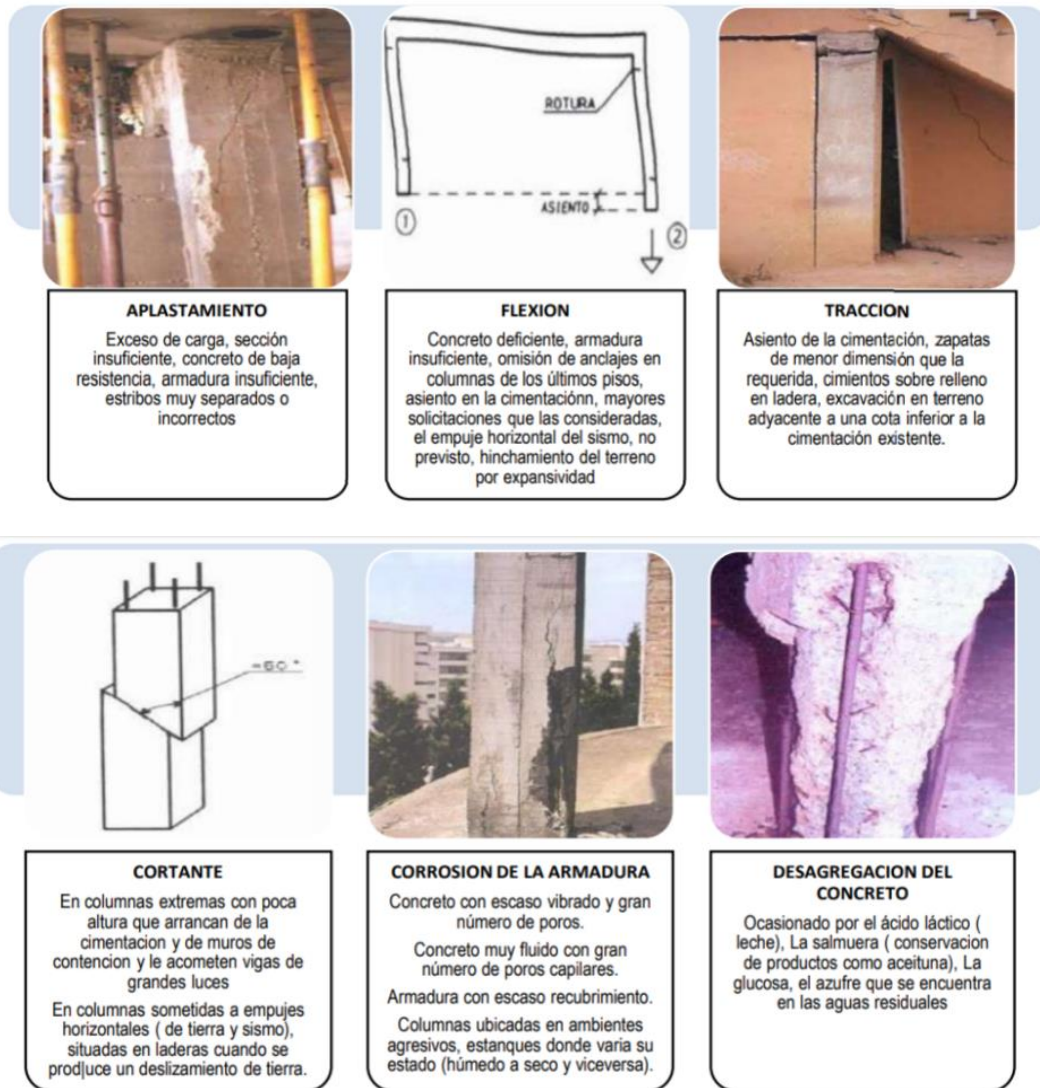 ROTURA
ASIENTO
1
2
APLASTAMIENTO
Exceso de carga, sección
insuficiente, concreto de baja
resistencia, armadura insuficiente,
estribos muy separados o
incorrectos
FLEXION
Concreto deficiente, armadura
insuficiente, omisión de anclajes en
columnas de los últimos pisos,
asiento en la cimentaciónn, mayores
solicitaciones que las consideradas,
el empuje horizontal del sismo, no
previsto, hinchamiento del terreno
por expansividad
TRACCION
Asiento de la cimentación, zapatas
de menor dimensión que la
requerida, cimientos sobre relleno
en ladera, excavación en terreno
adyacente a una cota inferior a la
cimentación existente.
≈60°
CORTANTE
En columnas extremas con poca
altura que arrancan de la
cimentacion y de muros de
contencion y le acometen vigas de
grandes luces
En columnas sometidas a empujes
horizontales ( de tierra y sismo),
situadas en laderas cuando se
prod|uce un deslizamiento de tierra.
CORROSION DE LA ARMADURA
Concreto con escaso vibrado y gran
número de poros.
Concreto muy fluido con gran
número de poros capilares.
Armadura con escaso recubrimiento.
Columnas ubicadas en ambientes
agresivos, estanques donde varia su
estado (húmedo a seco y viceversa).
DESAGREGACION DEL
CONCRETO
Ocasionado por el ácido láctico (
leche), La salmuera ( conservacion
de productos como aceituna), La
glucosa, el azufre que se encuentra
en las aguas residuales